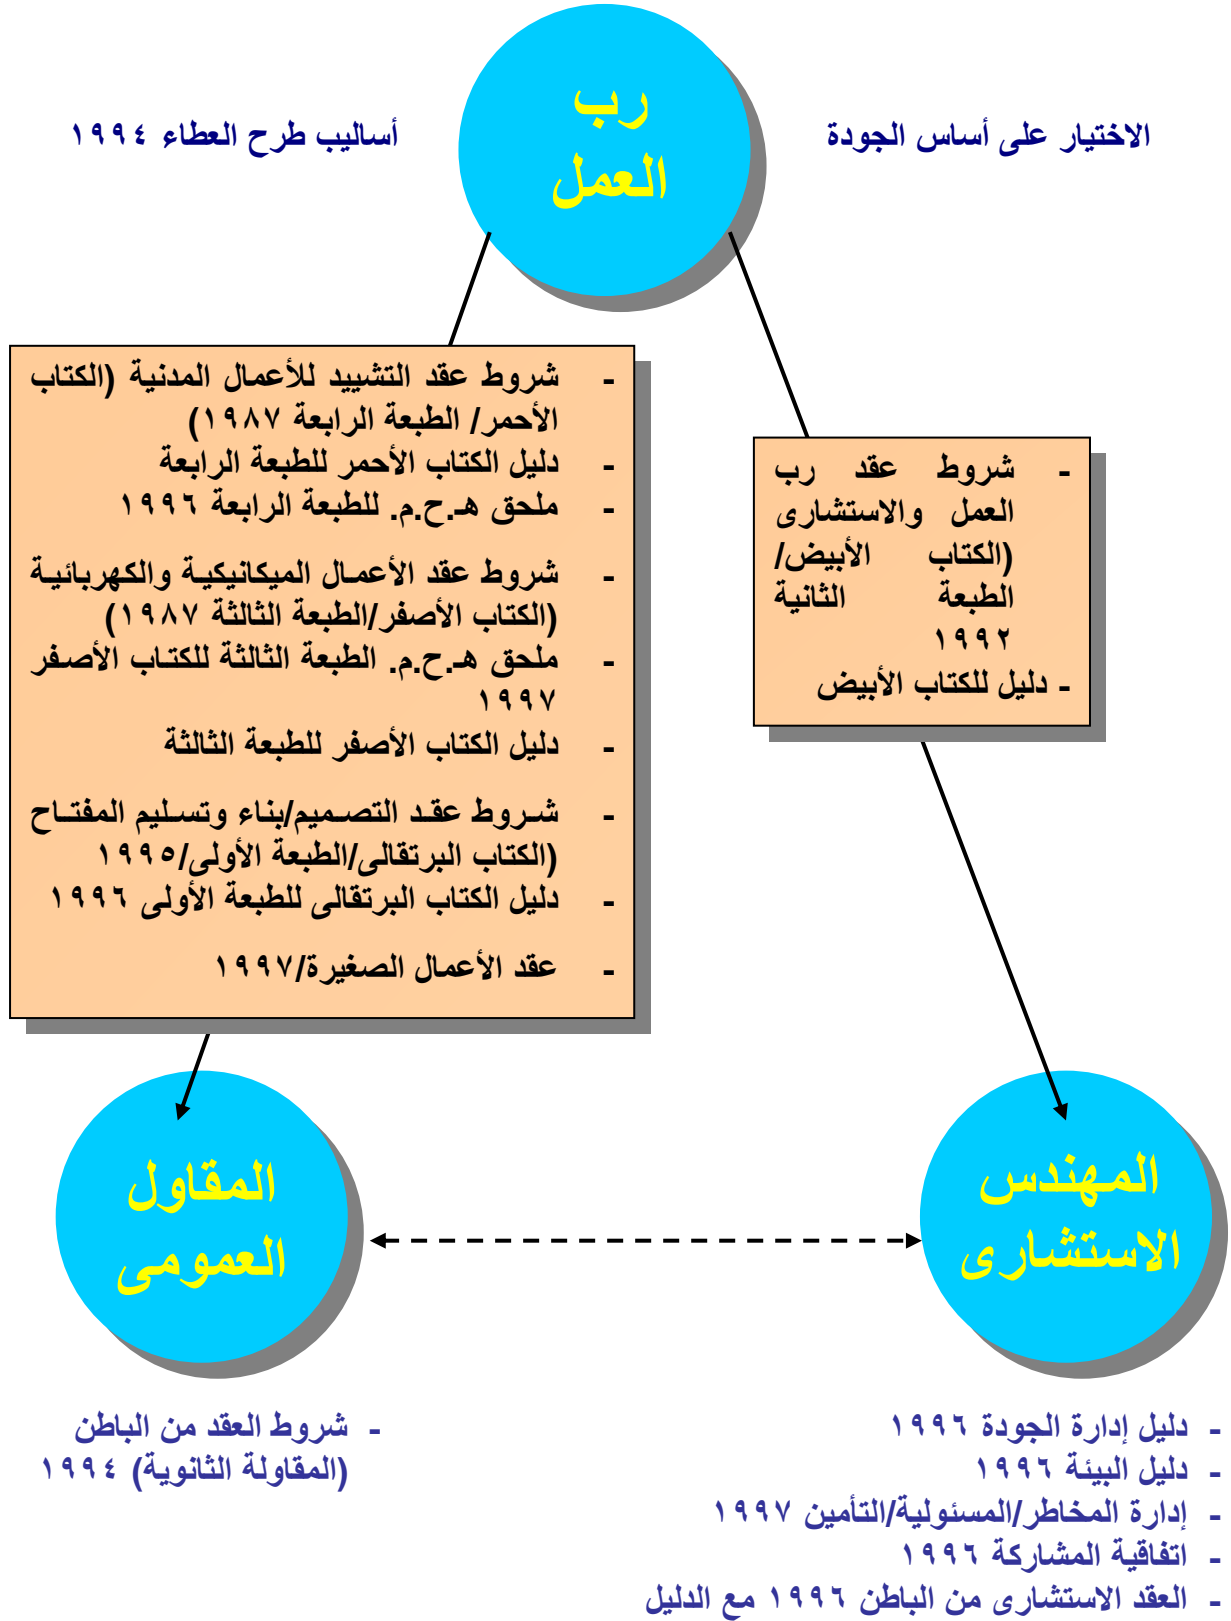 رب
العمل
الاختيار على أساس الجودة
أساليب طرح العطاء ١٩٩٤
- شروط عقد رب
العمل والاستشارى
(الكتاب الأبيض/
الطبعة الثانية
١٩٩٢
- دليل للكتاب الأبيض
- شروط عقد التشييد للأعمال المدنية (الكتاب
الأحمر/ الطبعة الرابعة ١٩٨٧)
- دليل الكتاب الأحمر للطبعة الرابعة
- ملحق هـ.ح.م. للطبعة الرابعة ١٩٩٦
- شروط عقد الأعمال الميكانيكية والكهربائية
(الكتاب الأصفر/الطبعة الثالثة ١٩٨٧)
- ملحق هـ.ح.م. الطبعة الثالثة للكتاب الأصفر
١٩٩٧
- دليل الكتاب الأصفر للطبعة الثالثة
- شروط عقد التصميم/بناء وتسليم المفتاح
(الكتاب البرتقالى/الطبعة الأولى/١٩٩٥
- دليل الكتاب البرتقالى للطبعة الأولى ١٩٩٦
- عقد الأعمال الصغيرة/١٩٩٧
المهندس
الاستشارى
المقاول
العمومى
- دليل إدارة الجودة ١٩٩٦
- دليل البيئة ١٩٩٦
- إدارة المخاطر/المسئولية/التأمين ١٩٩٧
- اتفاقية المشاركة ١٩٩٦
- العقد الاستشارى من الباطن ١٩٩٦ مع الدليل
- شروط العقد من الباطن
(المقاولة الثانوية) ١٩٩٤